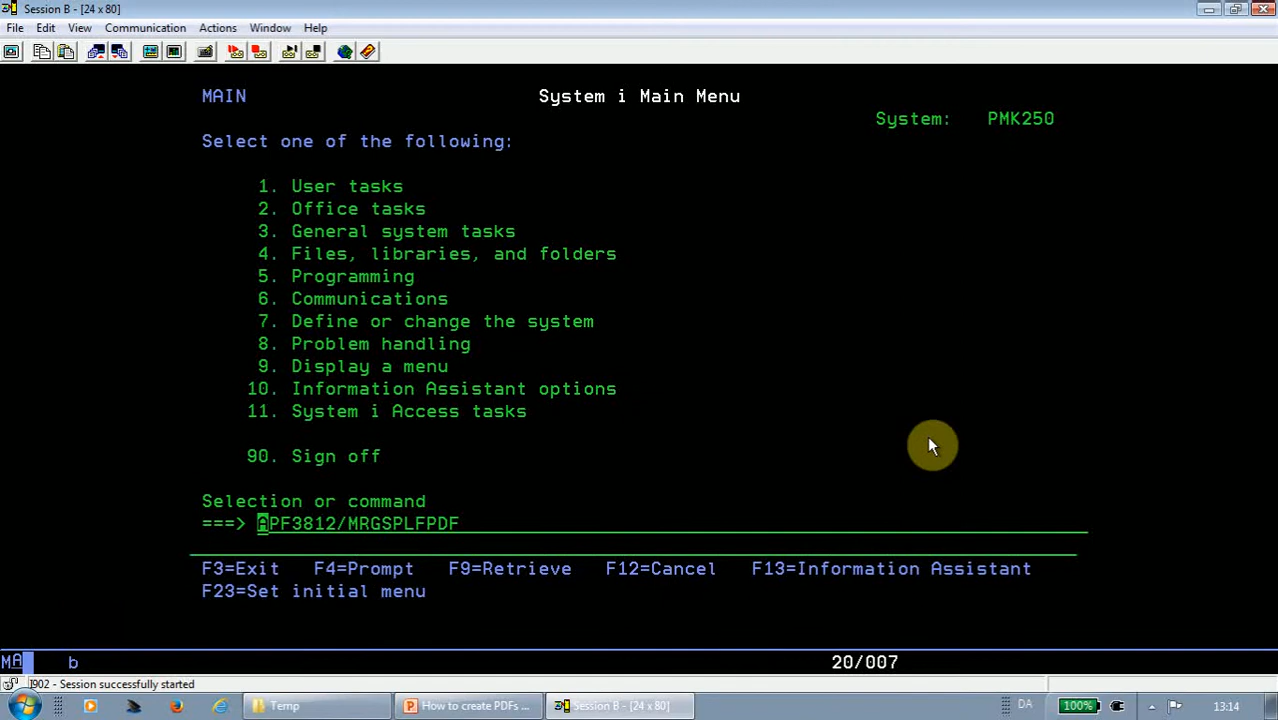 Session B - [24 x 80]
File Edit View Communication Actions Window Help
MAIN System i Main Menu
System: PMK250
Select one of the following:
1. User tasks
2. Office tasks
3. General system tasks
4. Files, libraries, and folders
5. Programming
6. Communications
7. Define or change the system
8. Problem handling
9. Display a menu
10. Information Assistant options
11. System i Access tasks
90. Sign off
Selection or command
===> APF3812/MRGSPLFPDF
F3=Exit F4=Prompt F9=Retrieve F12=Cancel F13=Information Assistant
F23=Set initial menu
MA b 20/007
I902 - Session successfully started
Temp How to create PDFs ... Session B - [24 x 80] DA 100% 13:14